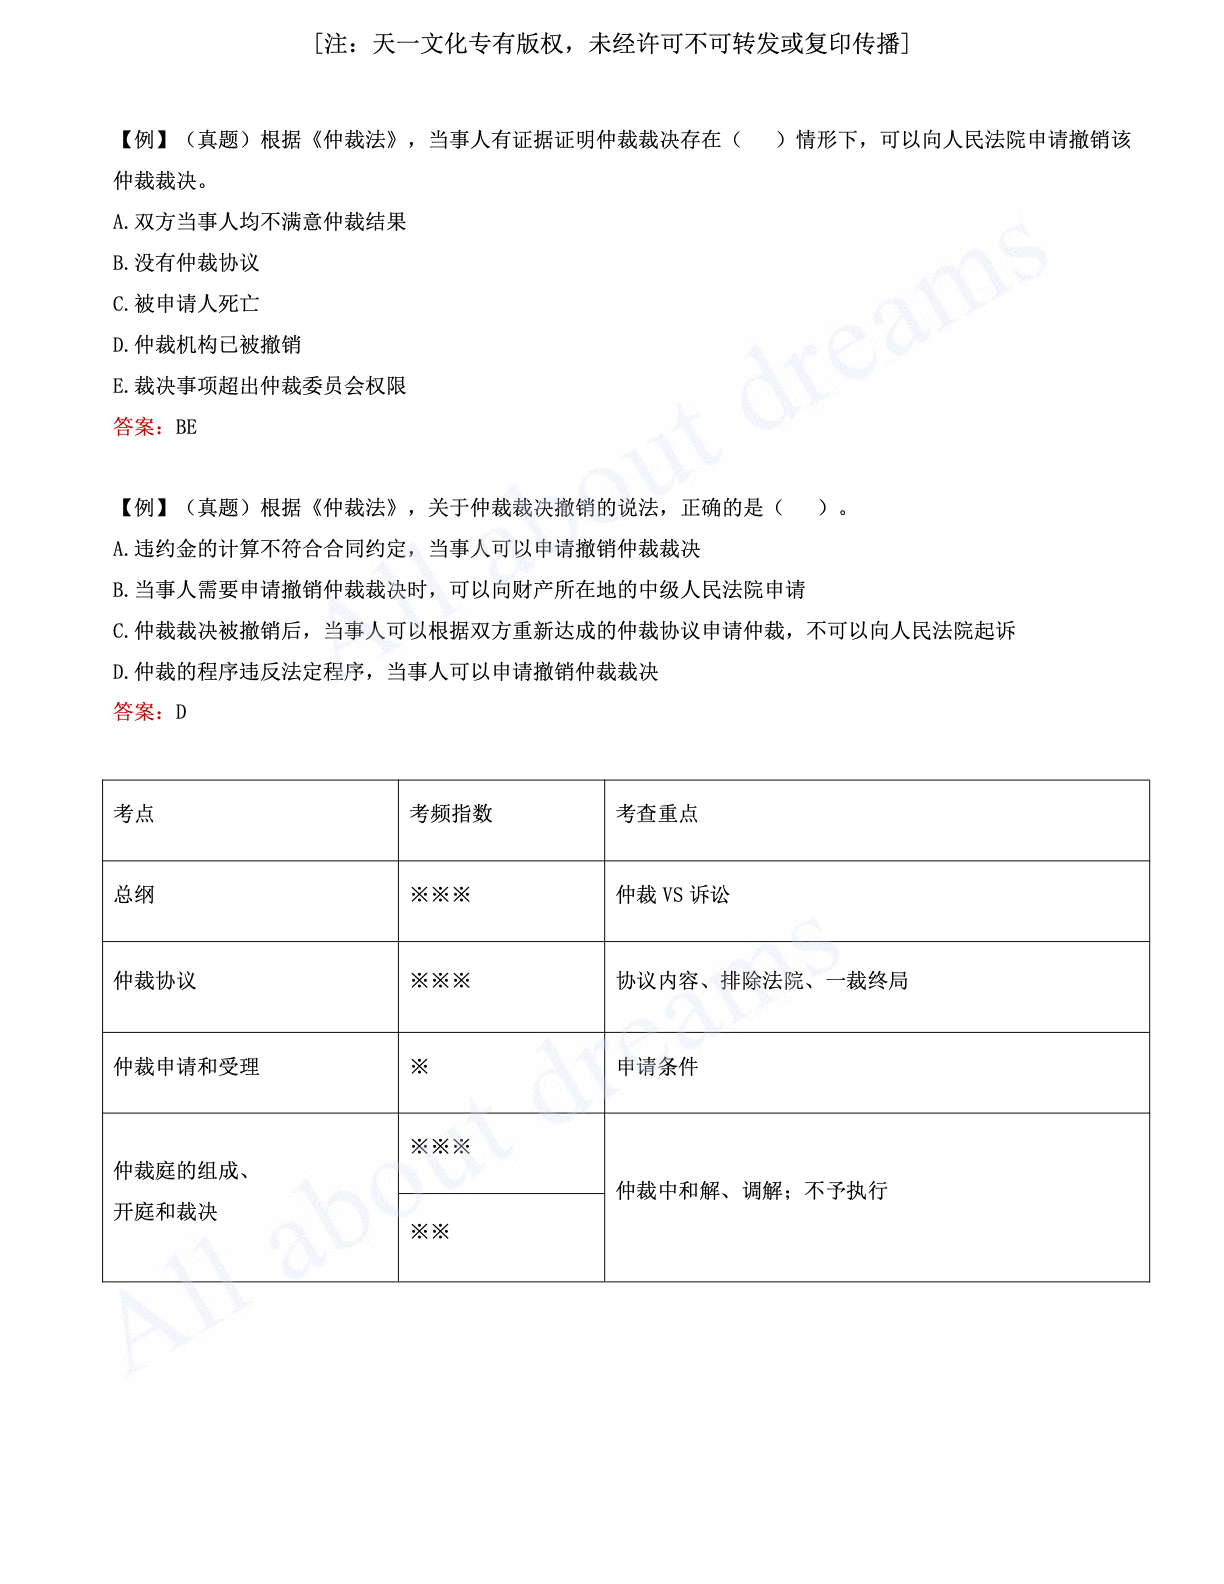 [注：天一文化专有版权，未经许可不可转发或复印传播]
【例】（真题）根据《仲裁法》，当事人有证据证明仲裁裁决存在（   ）情形下，可以向人民法院申请撤销该
仲裁裁决。
A.双方当事人均不满意仲裁结果
B.没有仲裁协议
C.被申请人死亡
D.仲裁机构已被撤销
E.裁决事项超出仲裁委员会权限
答案：BE
【例】（真题）根据《仲裁法》，关于仲裁裁决撤销的说法，正确的是（   ）。
A.违约金的计算不符合合同约定，当事人可以申请撤销仲裁裁决
B.当事人需要申请撤销仲裁裁决时，可以向财产所在地的中级人民法院申请
C.仲裁裁决被撤销后，当事人可以根据双方重新达成的仲裁协议申请仲裁，不可以向人民法院起诉
D.仲裁的程序违反法定程序，当事人可以申请撤销仲裁裁决
答案：D
考点 考频指数 考查重点
总纲 ※※※ 仲裁 VS 诉讼
仲裁协议 ※※※ 协议内容、排除法院、一裁终局
仲裁申请和受理 ※ 申请条件
仲裁庭的组成、
开庭和裁决
※※※
※※
仲裁中和解、调解；不予执行
All about dreams
All about dreams